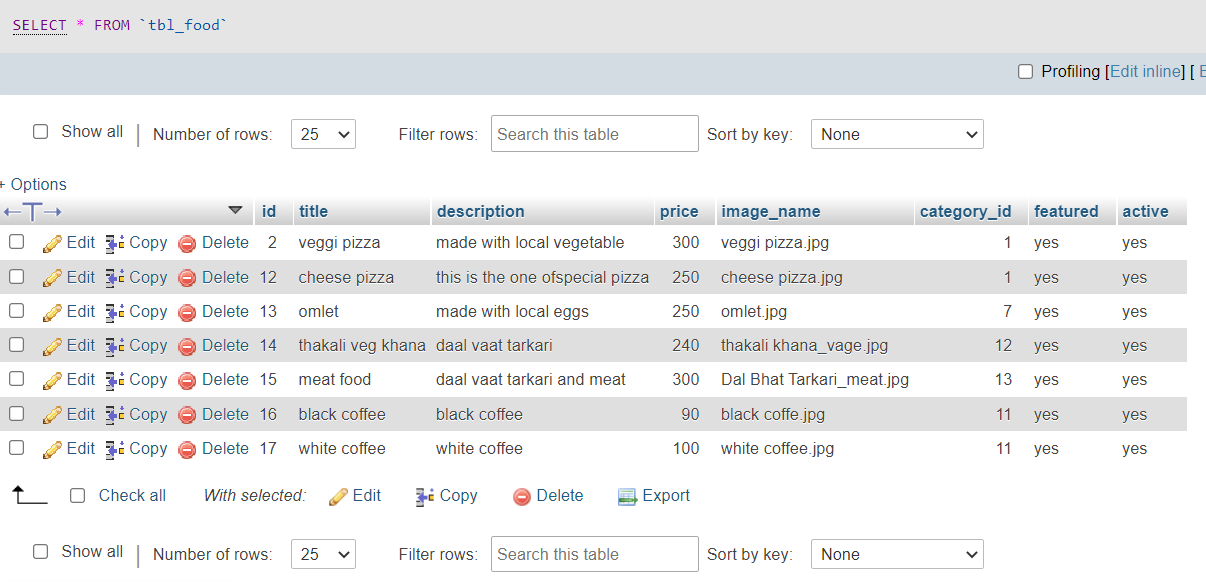 SELECT * FROM `tbl_food`
Profiling [Edit inline] [ E
Show all Number of rows: 25 Filter rows: Search this table Sort by key: None
+ Options
id title description price image_name category_id featured active
Edit Copy Delete 2 veggi pizza made with local vegetable 300 veggi pizza.jpg 1 yes yes
Edit Copy Delete 12 cheese pizza this is the one ofspecial pizza 250 cheese pizza.jpg 1 yes yes
Edit Copy Delete 13 omlet made with local eggs 250 omlet.jpg 7 yes yes
Edit Copy Delete 14 thakali veg khana daal vaat tarkari 240 thakali khana_vage.jpg 12 yes yes
Edit Copy Delete 15 meat food daal vaat tarkari and meat 300 Dal Bhat Tarkari_meat.jpg 13 yes yes
Edit Copy Delete 16 black coffee black coffee 90 black coffe.jpg 11 yes yes
Edit Copy Delete 17 white coffee white coffee 100 white coffee.jpg 11 yes yes
Check all With selected: Edit Copy Delete Export
Show all Number of rows: 25 Filter rows: Search this table Sort by key: None